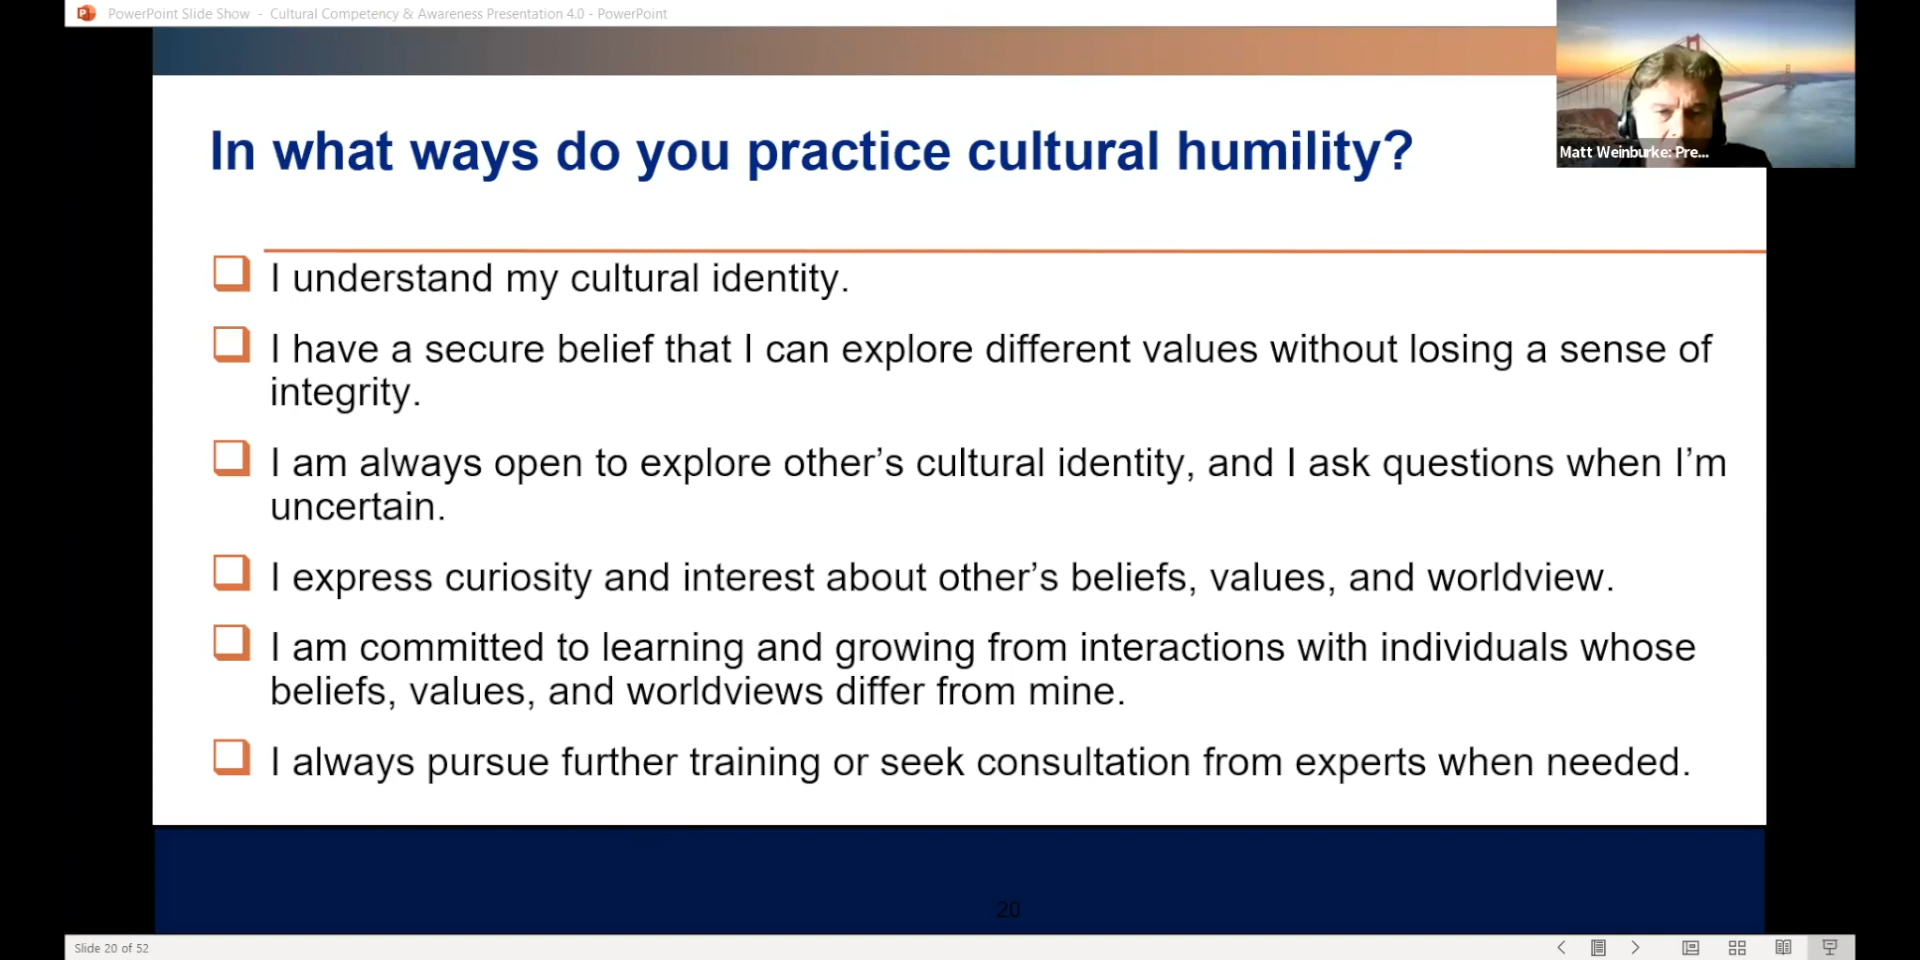 PowerPoint Slide Show - Cultural Competency & Awareness Presentation 4.0 - PowerPoint
Matt Weinburke: Pre...
In what ways do you practice cultural humility?
I understand my cultural identity.
I have a secure belief that I can explore different values without losing a sense of
integrity.
I am always open to explore other’s cultural identity, and I ask questions when I’m
uncertain.
I express curiosity and interest about other’s beliefs, values, and worldview.
I am committed to learning and growing from interactions with individuals whose
beliefs, values, and worldviews differ from mine.
I always pursue further training or seek consultation from experts when needed.
20
Slide 20 of 52